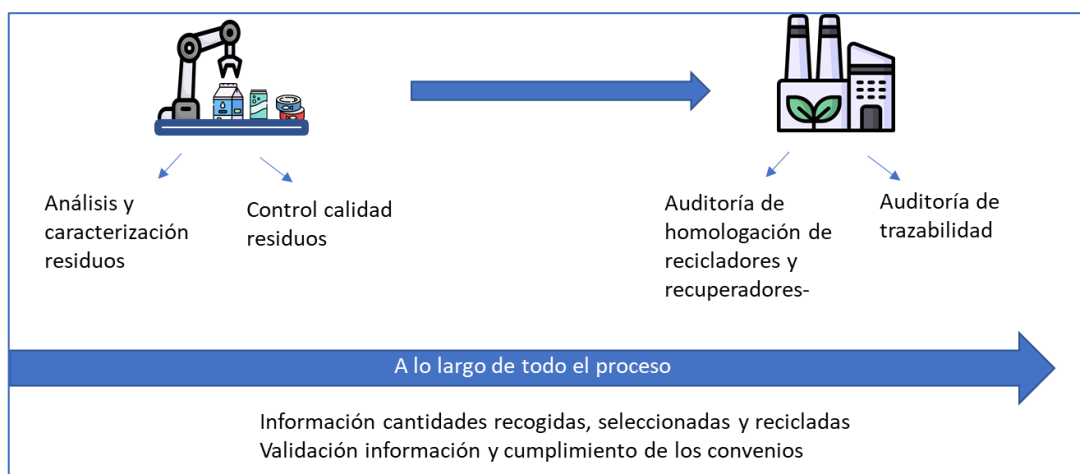 Análisis y
caracterización
residuos
Control calidad
residuos
Auditoría de
homologación de
recicladores y
recuperadores-
Auditoría de
trazabilidad
A lo largo de todo el proceso
Información cantidades recogidas, seleccionadas y recicladas
Validación información y cumplimiento de los convenios